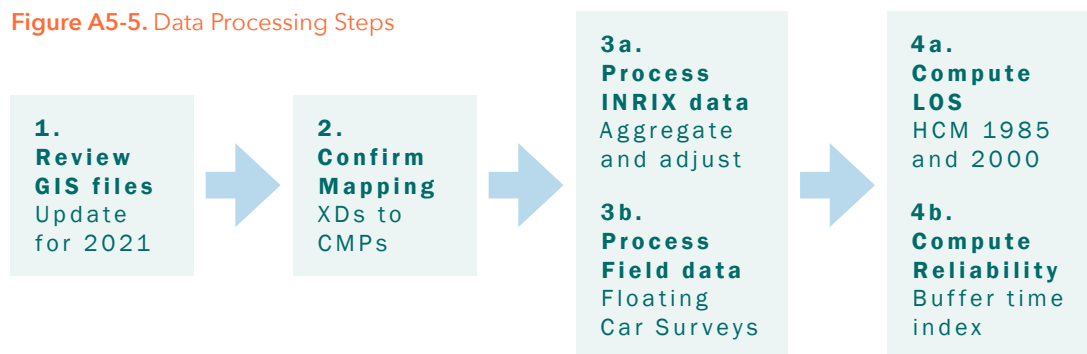 Figure A5-5. Data Processing Steps
1.
Review
GIS files
Update
for 2021
2.
Confirm
Mapping
XDs to
CMPs
3a.
Process
INRIX data
Aggregate
and adjust
3b.
Process
Field data
Floating
Car Surveys
4a.
Compute
LOS
HCM 1985
and 2000
4b.
Compute
Reliability
Buffer time
index